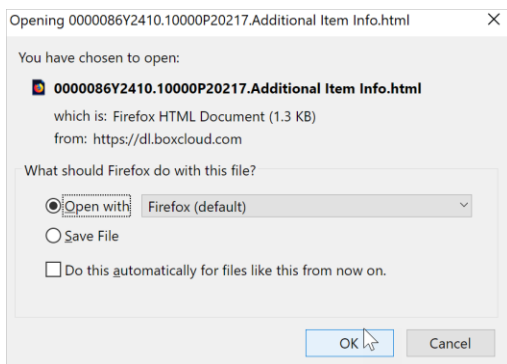 Opening 0000086Y2410.10000P20217.Additional Item Info.html
You have chosen to open:
0000086Y2410.10000P20217.Additional Item Info.html
which is: Firefox HTML Document (1.3 KB)
from: https://dl.boxcloud.com
What should Firefox do with this file?
Open with Firefox (default)
Save File
Do this automatically for files like this from now on.
OK Cancel